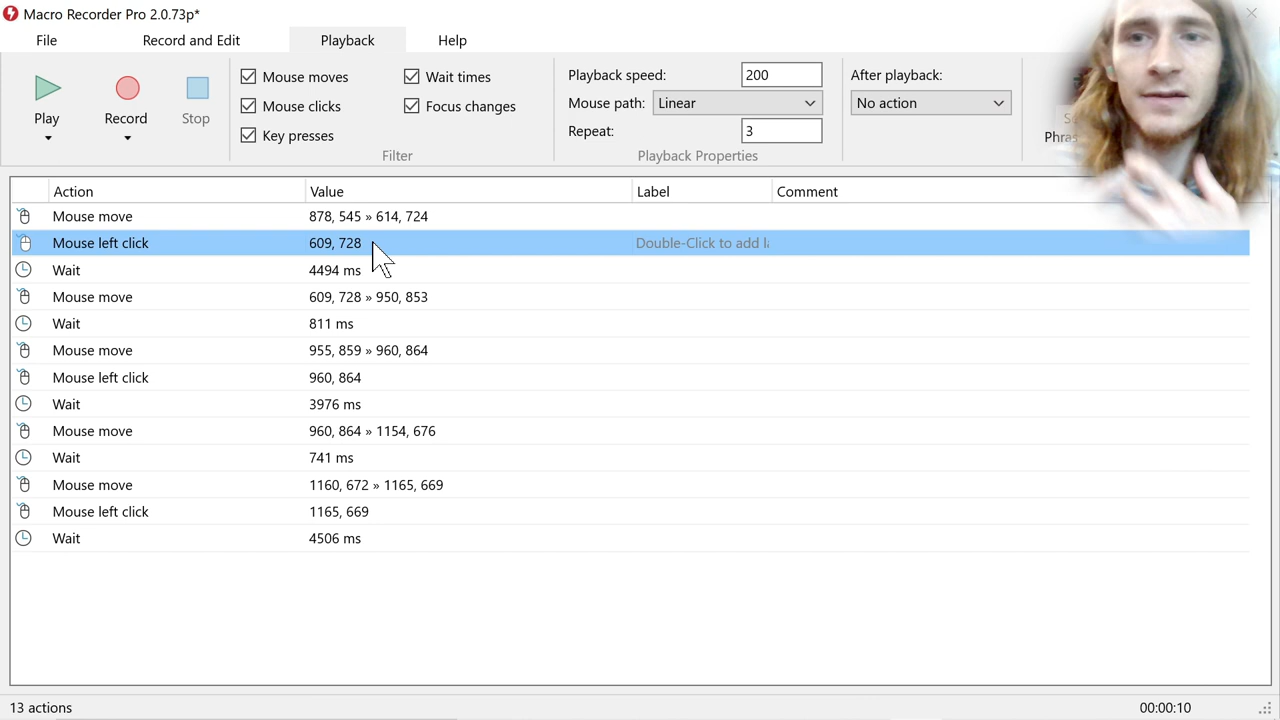 Macro Recorder Pro 2.0.73p*
File Record and Edit Playback Help
Play Record Stop
Mouse moves Wait times
Mouse clicks Focus changes
Key presses
Filter
Playback speed: 200
Mouse path: Linear
Repeat: 3
Playback Properties
After playback:
No action
Action Value Label Comment
Mouse move 878, 545 » 614, 724
Mouse left click 609, 728 Double-Click to add la
Wait 4494 ms
Mouse move 609, 728 » 950, 853
Wait 811 ms
Mouse move 955, 859 » 960, 864
Mouse left click 960, 864
Wait 3976 ms
Mouse move 960, 864 » 1154, 676
Wait 741 ms
Mouse move 1160, 672 » 1165, 669
Mouse left click 1165, 669
Wait 4506 ms
13 actions 00:00:10